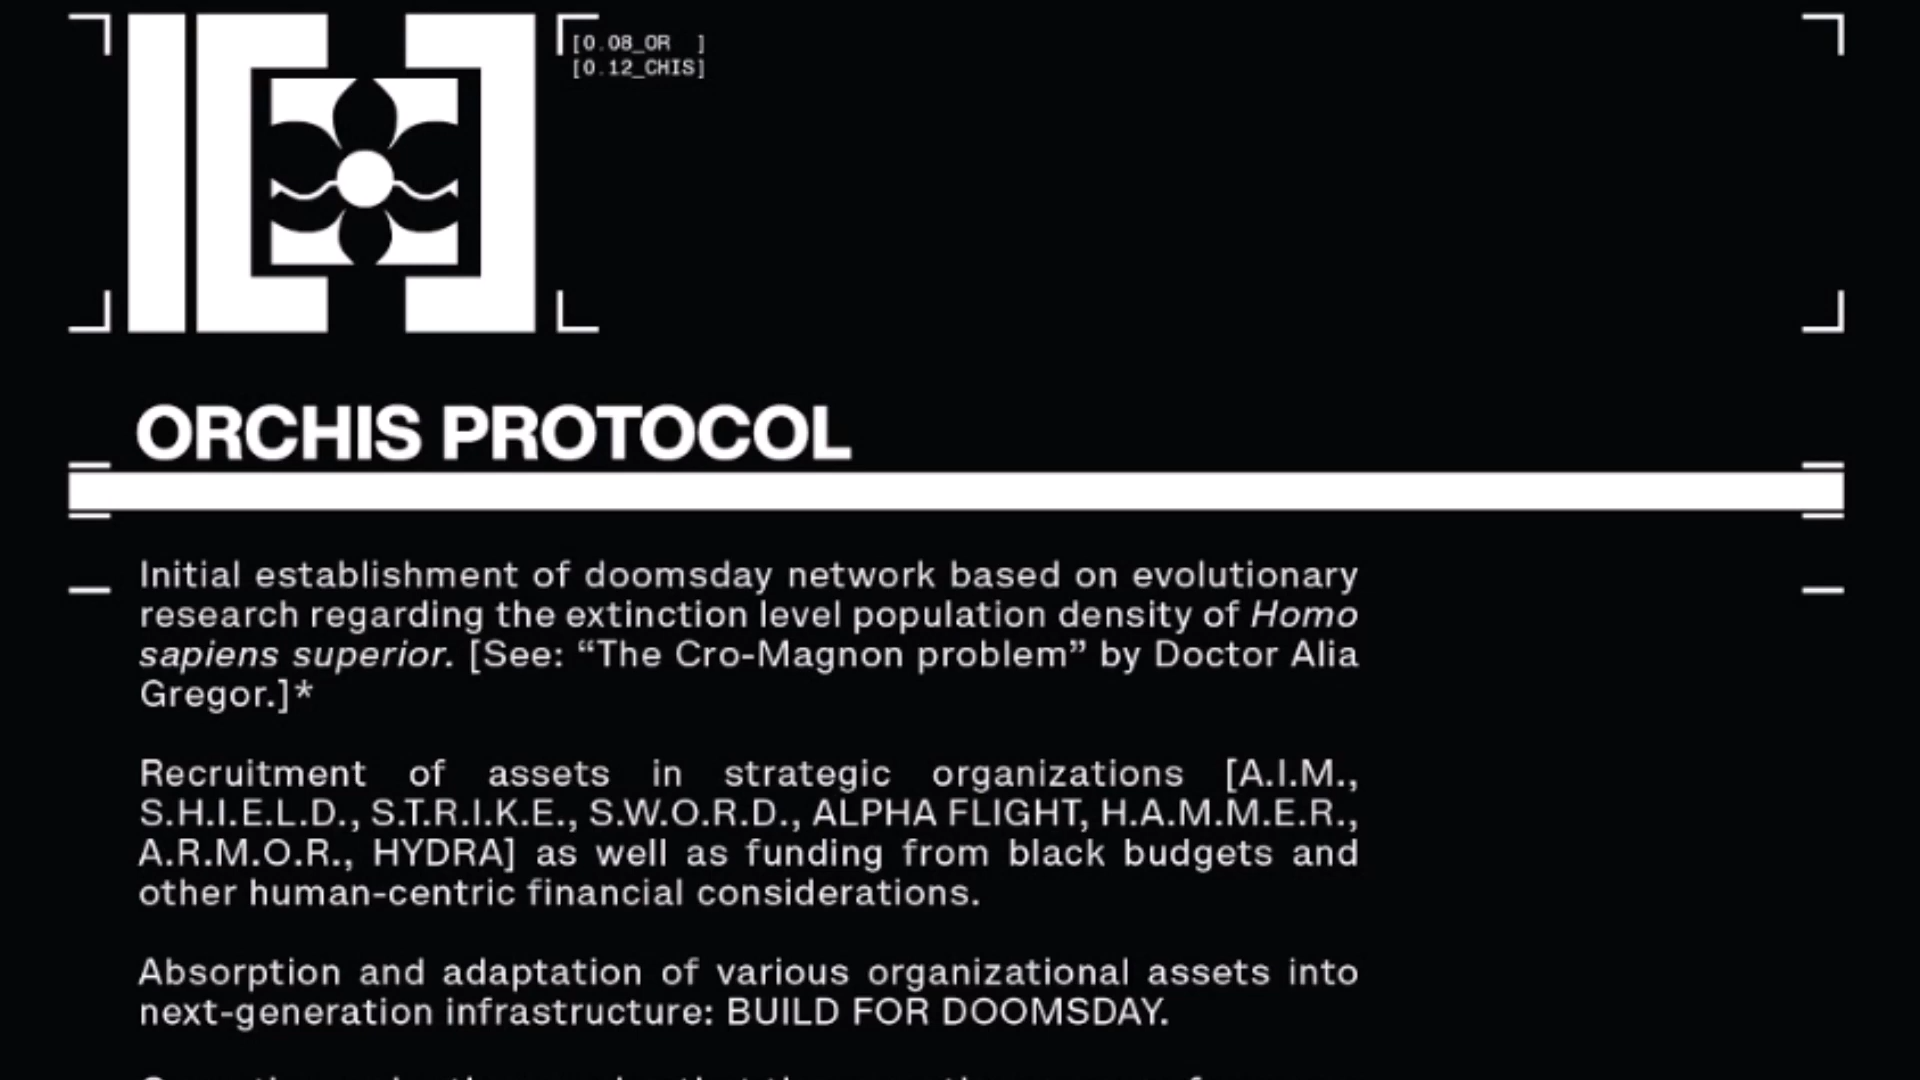 [0.08_OR  ]
[0.12_CHIS]
ORCHIS PROTOCOL
Initial establishment of doomsday network based on evolutionary
research regarding the extinction level population density of Homo
sapiens superior. [See: “The Cro-Magnon problem” by Doctor Alia
Gregor.]*
Recruitment of assets in strategic organizations [A.I.M.,
S.H.I.E.L.D., S.T.R.I.K.E., S.W.O.R.D., ALPHA FLIGHT, H.A.M.M.E.R.,
A.R.M.O.R., HYDRA] as well as funding from black budgets and
other human-centric financial considerations.
Absorption and adaptation of various organizational assets into
next-generation infrastructure: BUILD FOR DOOMSDAY.